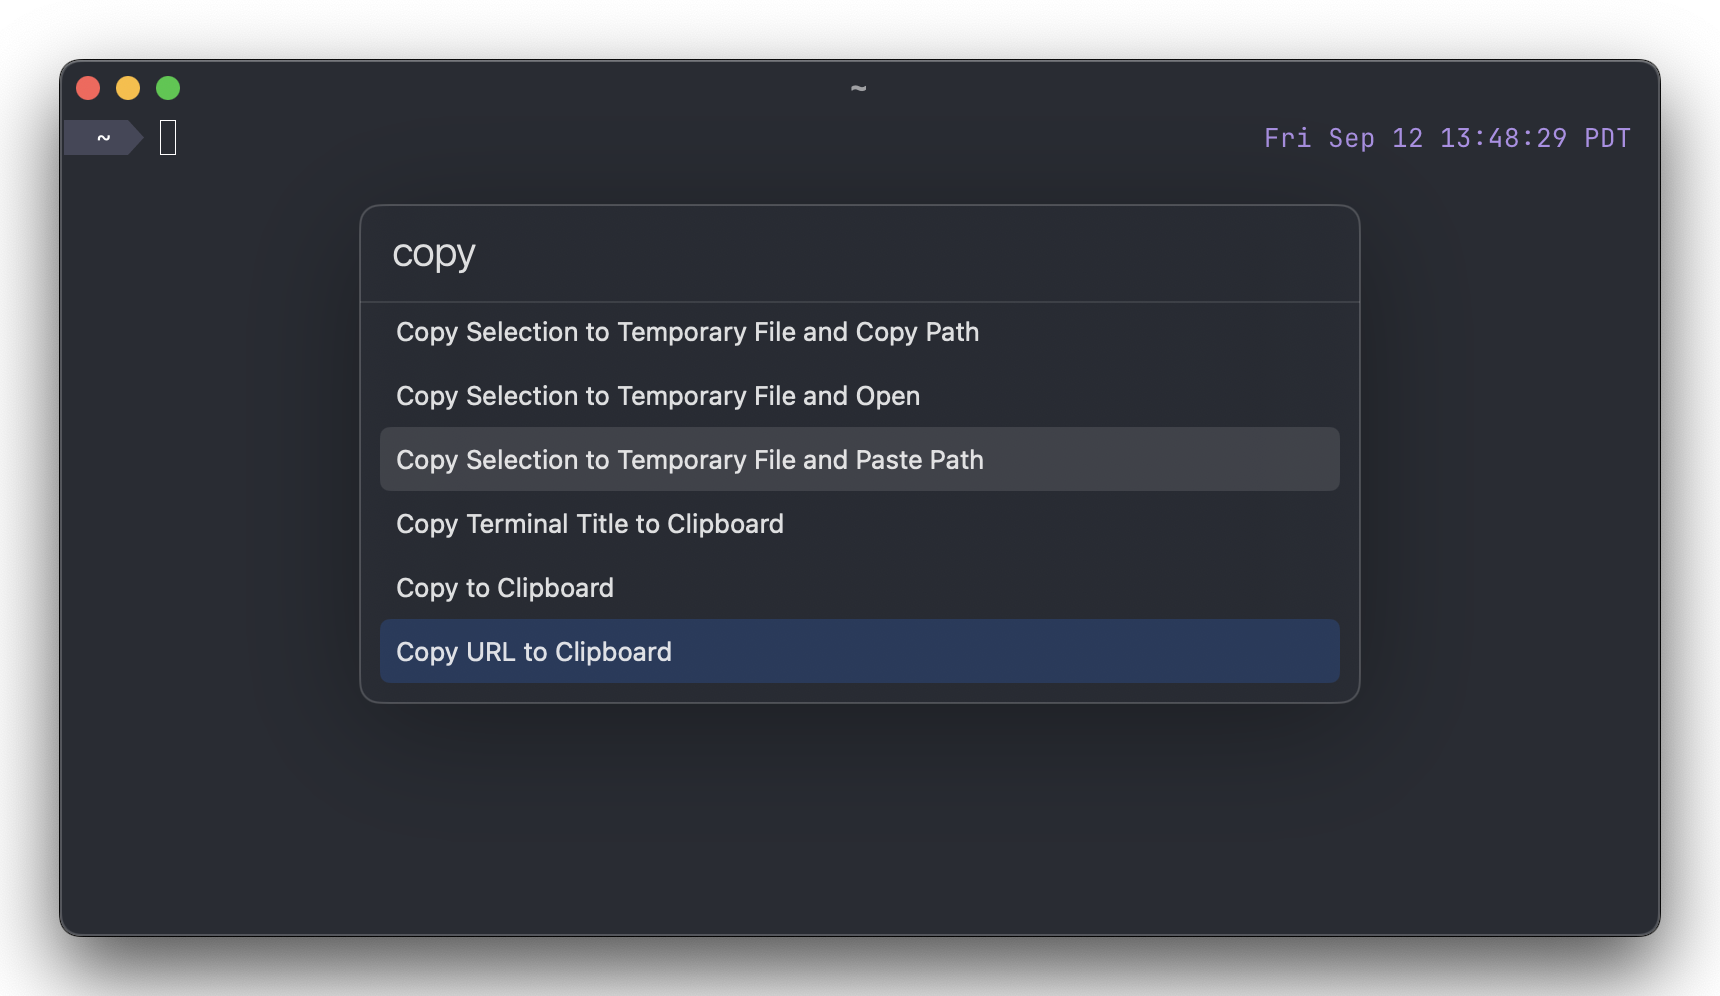 ~
~ Fri Sep 12 13:48:29 PDT
copy
Copy Selection to Temporary File and Copy Path
Copy Selection to Temporary File and Open
Copy Selection to Temporary File and Paste Path
Copy Terminal Title to Clipboard
Copy to Clipboard
Copy URL to Clipboard